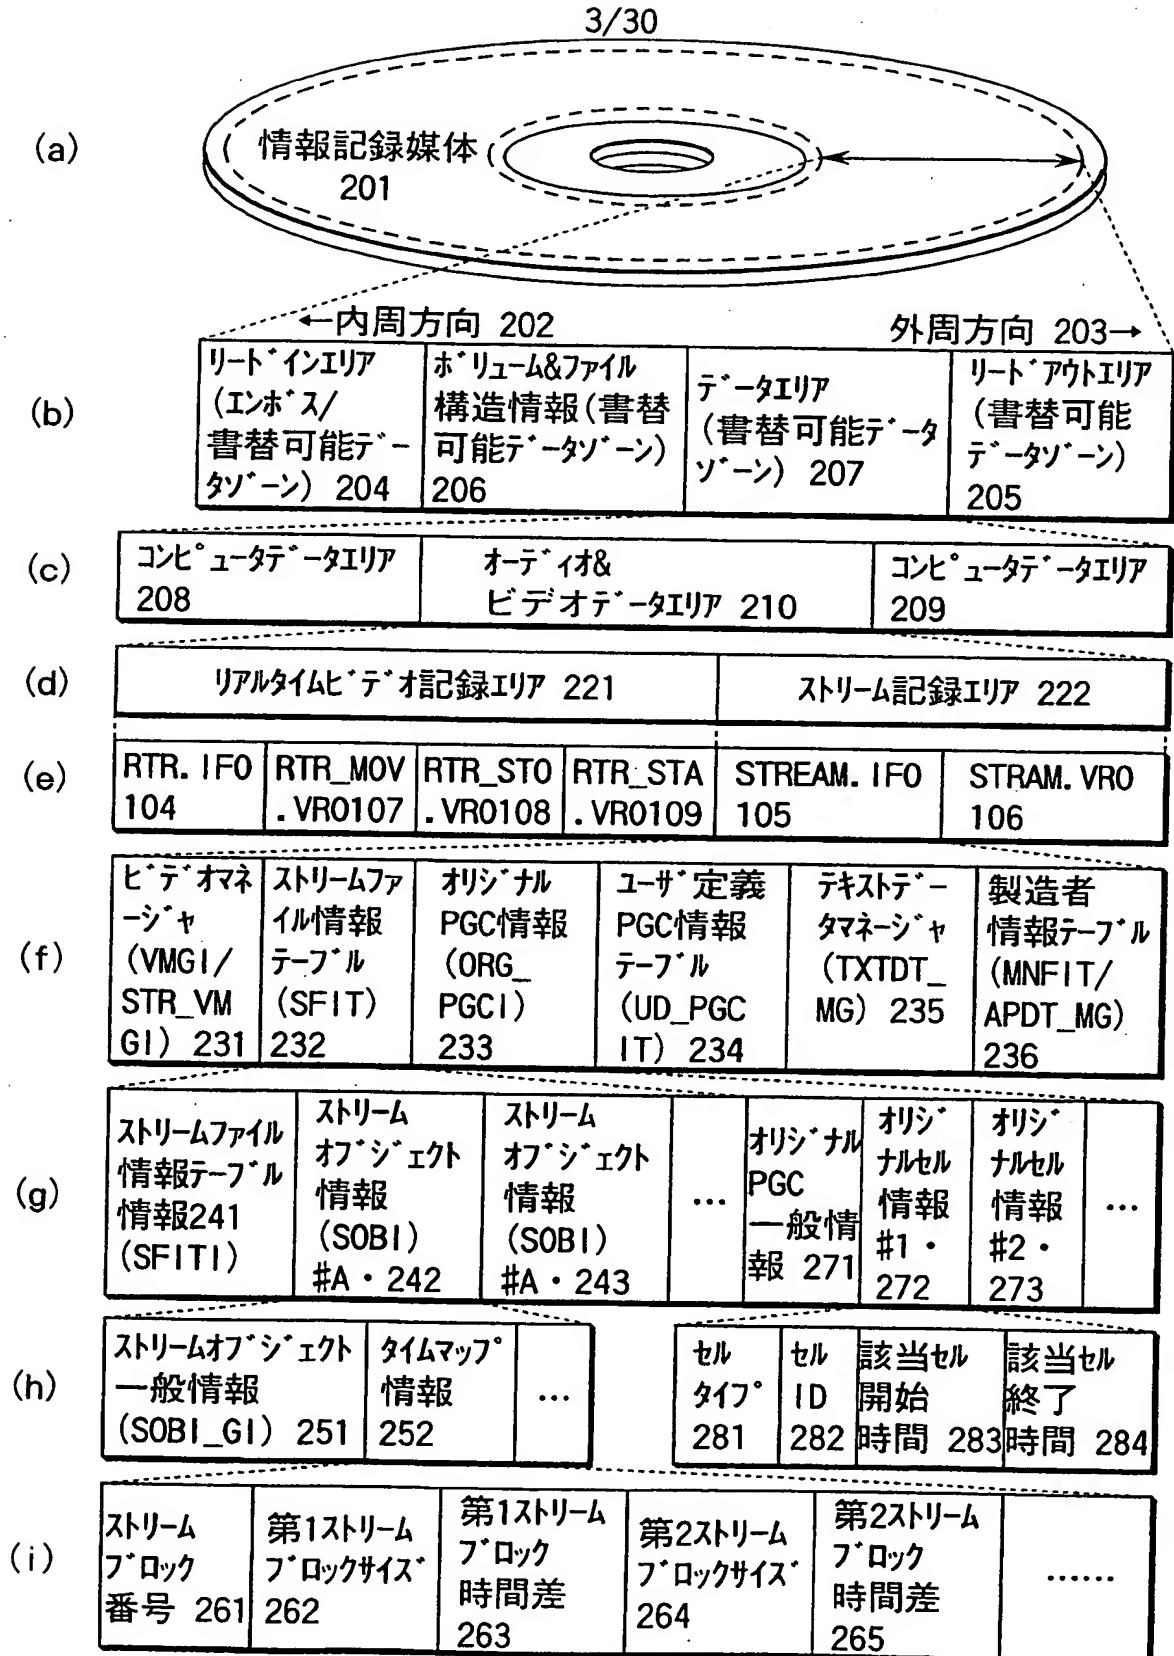 3/30
(a)
情報記録媒体
201
←内周方向 202
外周方向 203→
(b)
リードインエリア
(エンボス/
書替可能デー
タゾーン) 204
ボリューム&ファイル
構造情報(書替
可能データゾーン)
206
データエリア
(書替可能データ
ゾーン) 207
リードアウトエリア
(書替可能
データゾーン)
205
(c)
コンピュータデータエリア
208
オーディオ&
ビデオデータエリア 210
コンピュータデータエリア
209
(d)
リアルタイムビデオ記録エリア 221
ストリーム記録エリア 222
(e)
RTR.IFO
104
RTR_MOV
.VRO107
RTR_STO
.VRO108
RTR_STA
.VRO109
STREAM.IFO
105
STRAM.VRO
106
(f)
ビデオマネ
ージャ
(VMGI/
STR_VM
GI) 231
ストリームファ
イル情報
テーブル
(SFIT)
232
オリジナル
PGC情報
(ORG_
PGCI)
233
ユーザ定義
PGC情報
テーブル
(UD_PGC
IT) 234
テキストデー
タマネージャ
(TXTDT_
MG) 235
製造者
情報テーブル
(MNFIT/
APDT_MG)
236
(g)
ストリームファイル
情報テーブル
情報241
(SFITI)
ストリーム
オブジェクト
情報
(SOBI)
#A・242
ストリーム
オブジェクト
情報
(SOBI)
#A・243
…
オリジナル
PGC
一般情
報 271
オリジ
ナルセル
情報
#1・
272
オリジ
ナルセル
情報
#2・
273
…
(h)
ストリームオブジェクト
一般情報
(SOBI_GI) 251
タイムマップ
情報
252
…
セル
タイプ
281
セル
ID
282
該当セル
開始
時間 283
該当セル
終了
時間 284
(i)
ストリーム
ブロック
番号 261
第1ストリーム
ブロックサイズ
262
第1ストリーム
ブロック
時間差
263
第2ストリーム
ブロックサイズ
264
第2ストリーム
ブロック
時間差
265
……